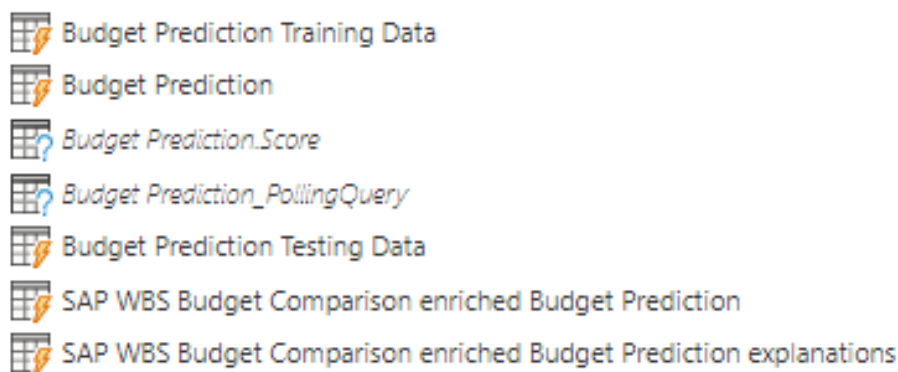 Budget Prediction Training Data
Budget Prediction
Budget Prediction.Score
Budget Prediction_PollingQuery
Budget Prediction Testing Data
SAP WBS Budget Comparison enriched Budget Prediction
SAP WBS Budget Comparison enriched Budget Prediction explanations